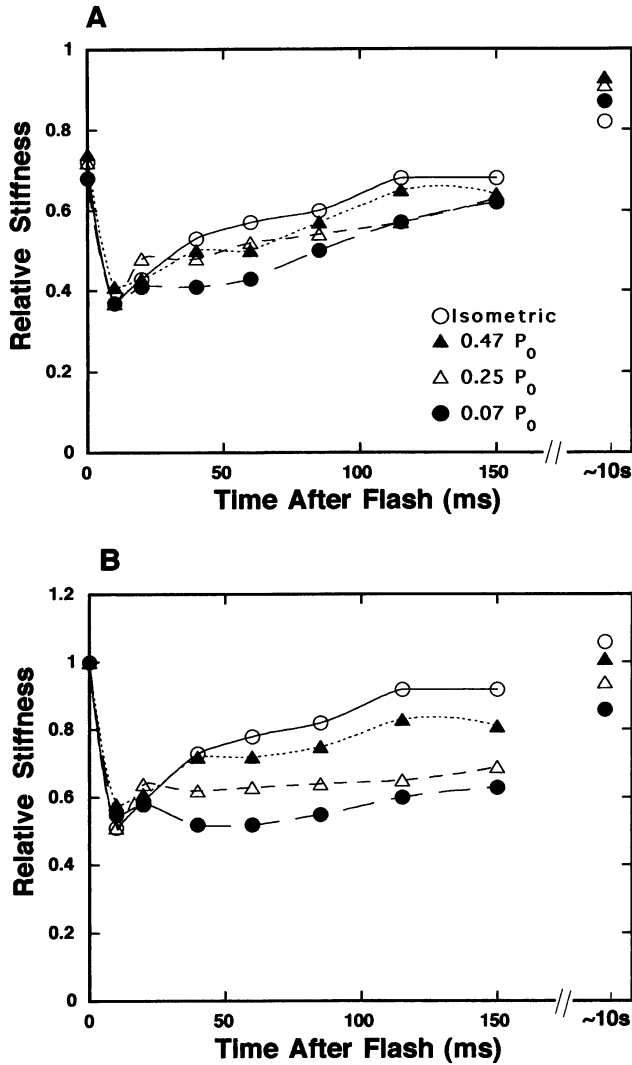 A
1
0.8
0.6
0.4
0.2
0
Relative Stiffness
Isometric
0.47 P0
0.25 P0
0.07 P0
0 50 100 150 ~10s
Time After Flash (ms)
B
1.2
1
0.8
0.6
0.4
0.2
0
Relative Stiffness
0 50 100 150 ~10s
Time After Flash (ms)